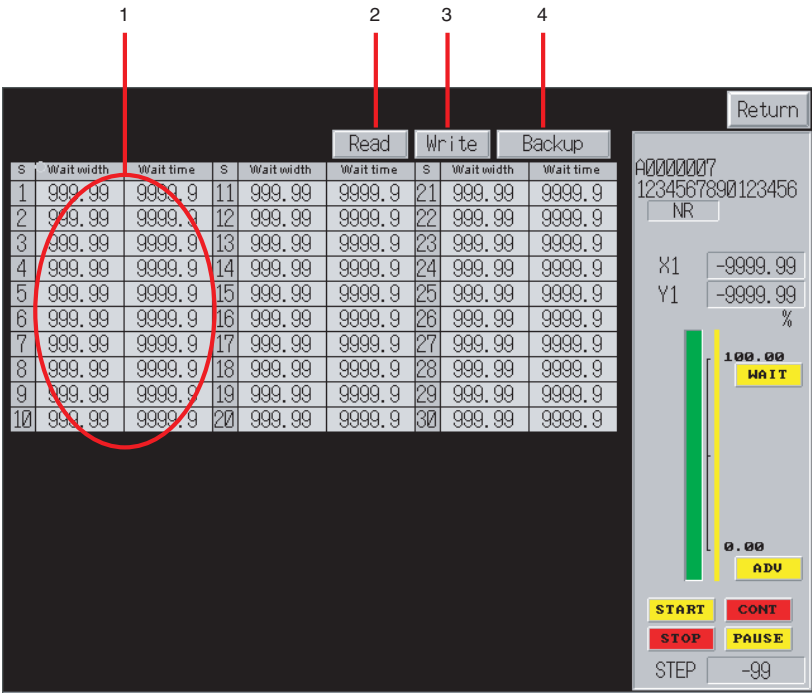 1 2 3 4
Return
Read Write Backup
S Wait width Wait time S Wait width Wait time S Wait width Wait time
1 999.99 9999.9 11 999.99 9999.9 21 999.99 9999.9
2 999.99 9999.9 12 999.99 9999.9 22 999.99 9999.9
3 999.99 9999.9 13 999.99 9999.9 23 999.99 9999.9
4 999.99 9999.9 14 999.99 9999.9 24 999.99 9999.9
5 999.99 9999.9 15 999.99 9999.9 25 999.99 9999.9
6 999.99 9999.9 16 999.99 9999.9 26 999.99 9999.9
7 999.99 9999.9 17 999.99 9999.9 27 999.99 9999.9
8 999.99 9999.9 18 999.99 9999.9 28 999.99 9999.9
9 999.99 9999.9 19 999.99 9999.9 29 999.99 9999.9
10 999.99 9999.9 20 999.99 9999.9 30 999.99 9999.9
A0000007
1234567890123456
NR
X1 -9999.99
Y1 -9999.99
%
100.00
WAIT
0.00
ADV
START CONT
STOP PAUSE
STEP -99